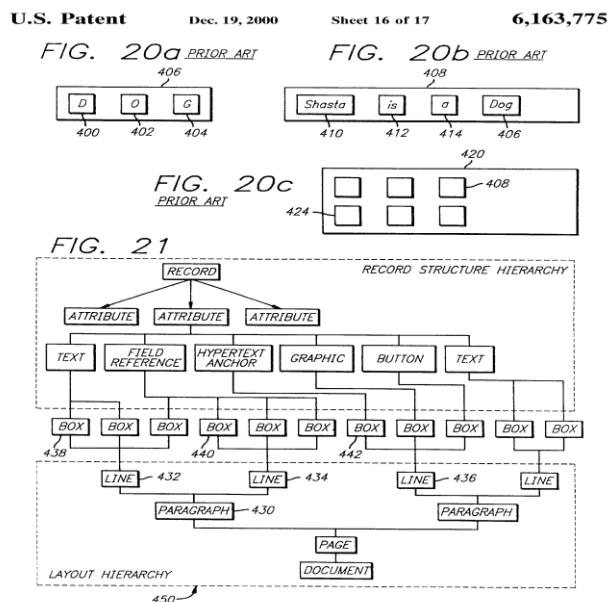 U.S. Patent Dec. 19, 2000 Sheet 16 of 17 6,163,775
FIG. 20a PRIOR ART
406
D O G
400 402 404
FIG. 20b PRIOR ART
408
Shasta is a Dog
410 412 414 406
FIG. 20c
PRIOR ART
420
408
424
FIG. 21
RECORD STRUCTURE HIERARCHY
RECORD
ATTRIBUTE ATTRIBUTE ATTRIBUTE
TEXT FIELD REFERENCE HYPERTEXT ANCHOR GRAPHIC BUTTON TEXT
BOX BOX BOX BOX BOX BOX BOX BOX BOX BOX BOX
438 440 442
LINE 432 LINE 434 LINE 436 LINE
PARAGRAPH 430 PARAGRAPH
PAGE
DOCUMENT
LAYOUT HIERARCHY
450